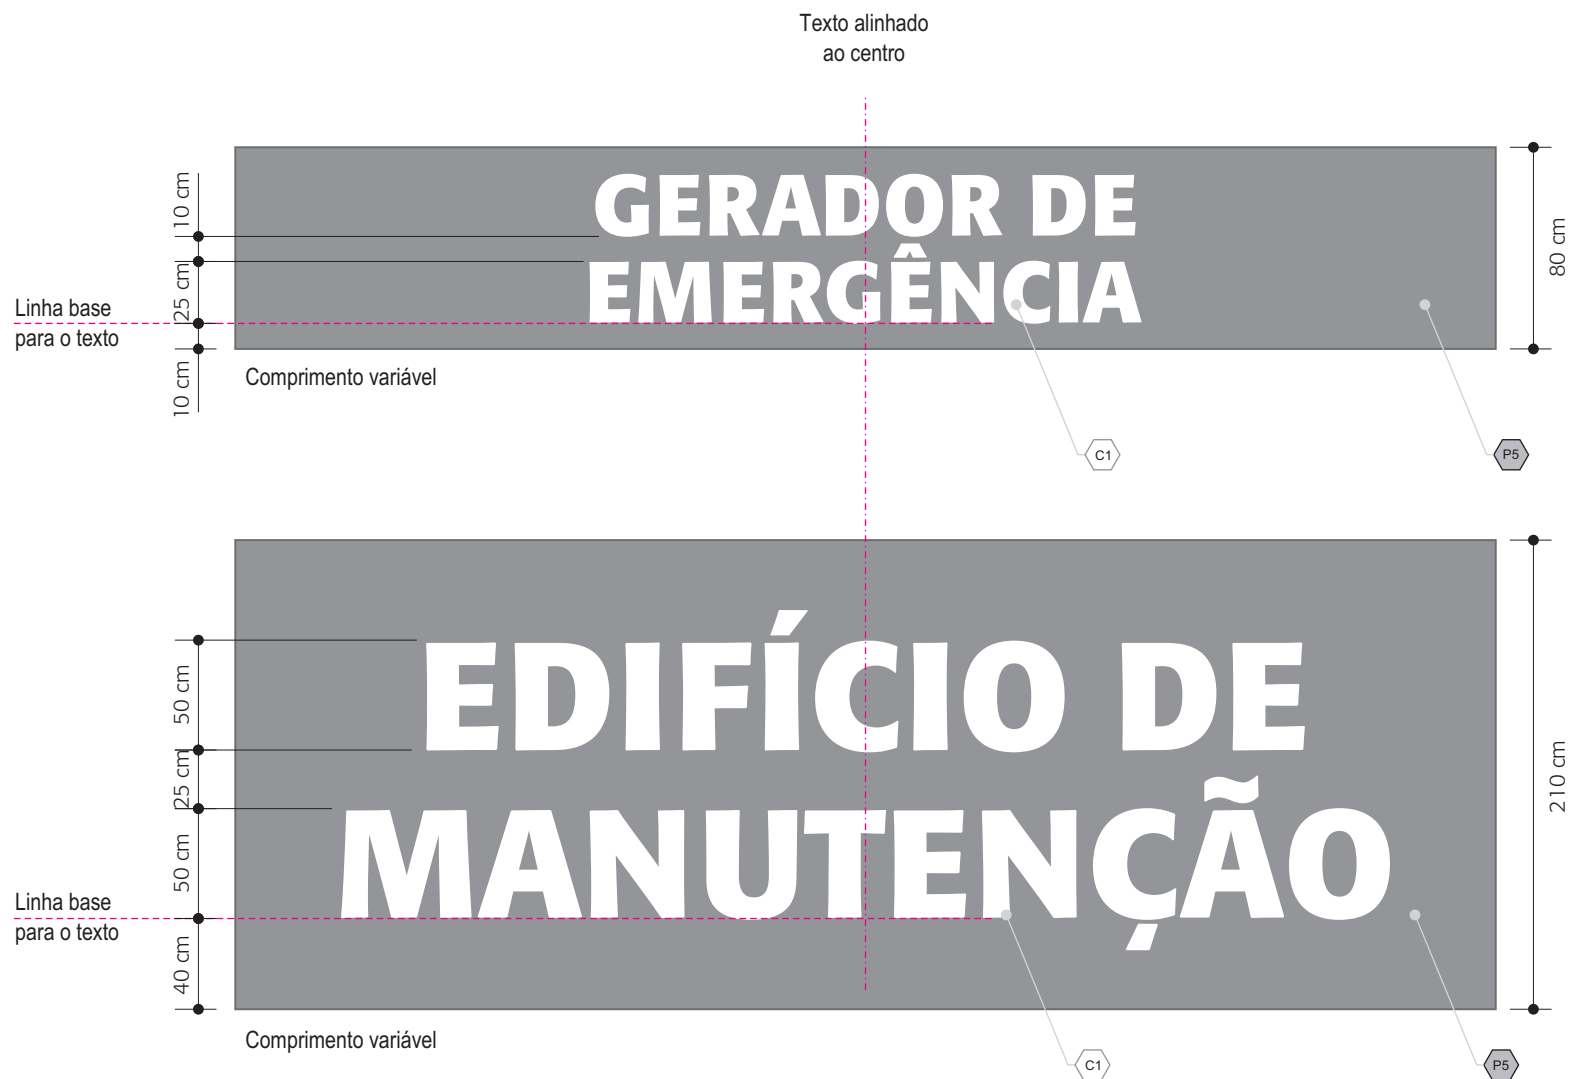 Texto alinhado
ao centro
10 cm
GERADOR DE
25 cm
EMERGÊNCIA
80 cm
Linha base
para o texto
10 cm
Comprimento variável
C1
P5
EDIFÍCIO DE
50 cm
25 cm
MANUTENÇÃO
50 cm
210 cm
Linha base
para o texto
40 cm
Comprimento variável
C1
P5